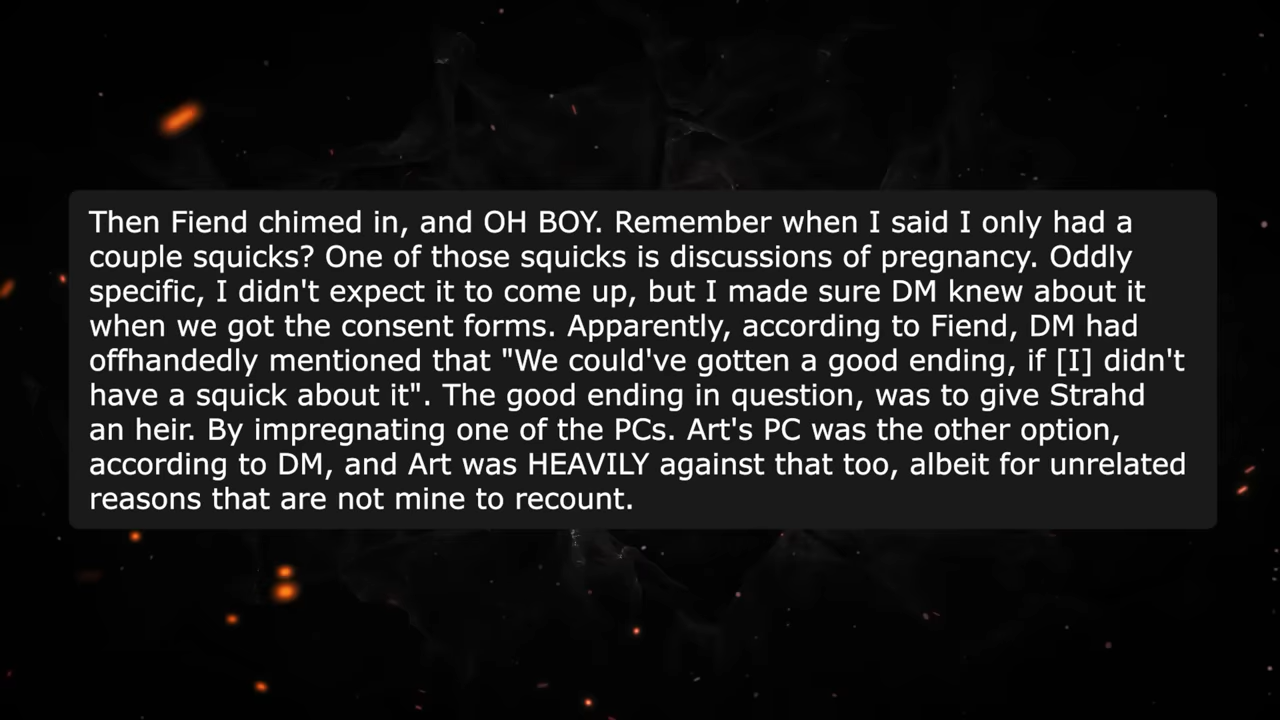 Then Fiend chimed in, and OH BOY. Remember when I said I only had a
couple squicks? One of those squicks is discussions of pregnancy. Oddly
specific, I didn't expect it to come up, but I made sure DM knew about it
when we got the consent forms. Apparently, according to Fiend, DM had
offhandedly mentioned that "We could've gotten a good ending, if [I] didn't
have a squick about it". The good ending in question, was to give Strahd
an heir. By impregnating one of the PCs. Art's PC was the other option,
according to DM, and Art was HEAVILY against that too, albeit for unrelated
reasons that are not mine to recount.